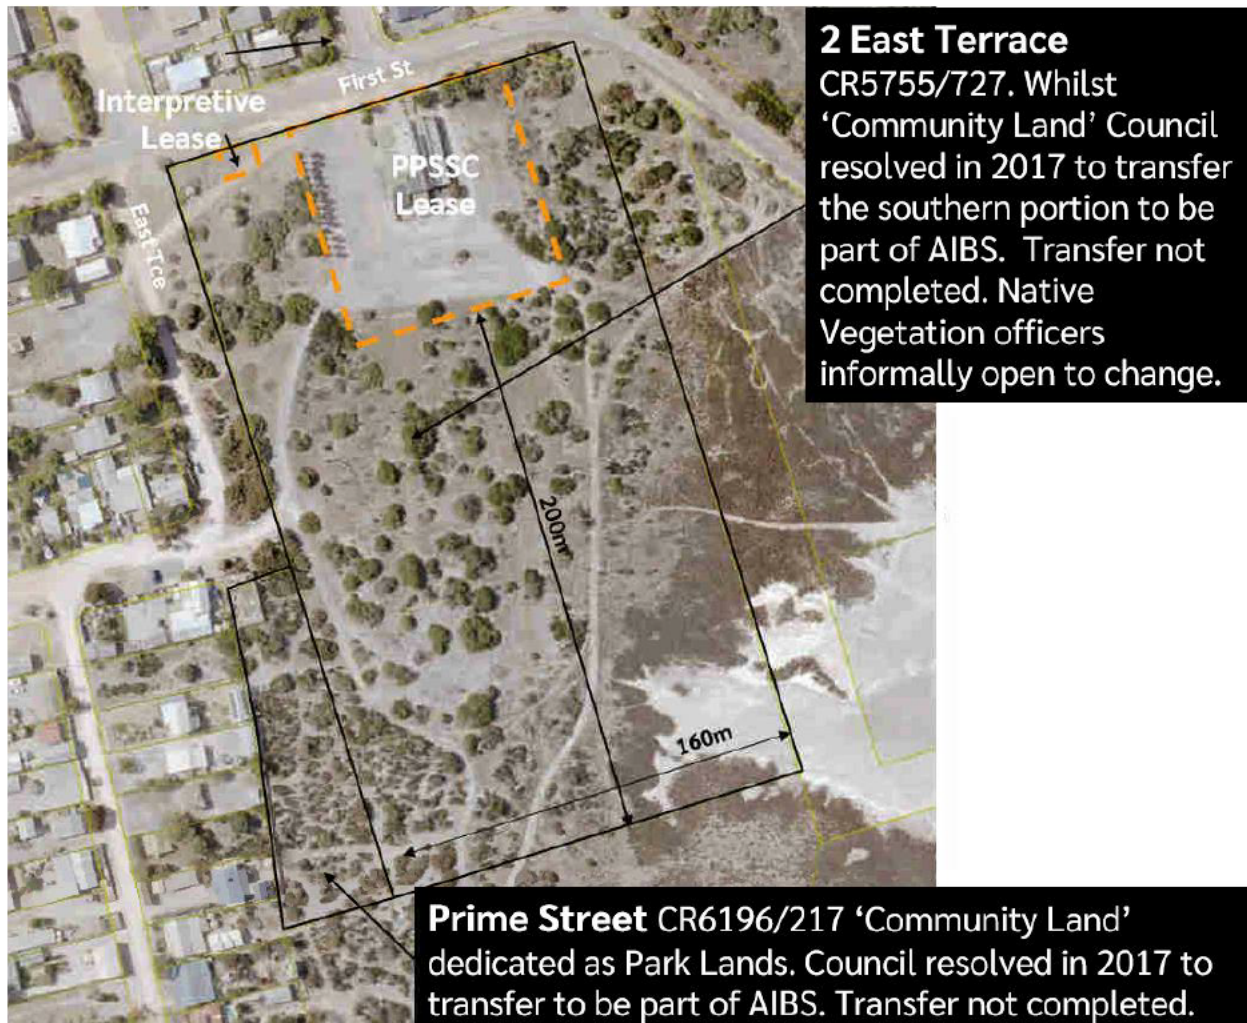 2 East Terrace
CR5755/727. Whilst
‘Community Land’ Council
resolved in 2017 to transfer
the southern portion to be
part of AIBS. Transfer not
completed. Native
Vegetation officers
informally open to change.
First St
Interpretive
Lease
PPSSC
Lease
East Tce
200m
160m
Prime Street CR6196/217 ‘Community Land’
dedicated as Park Lands. Council resolved in 2017 to
transfer to be part of AIBS. Transfer not completed.